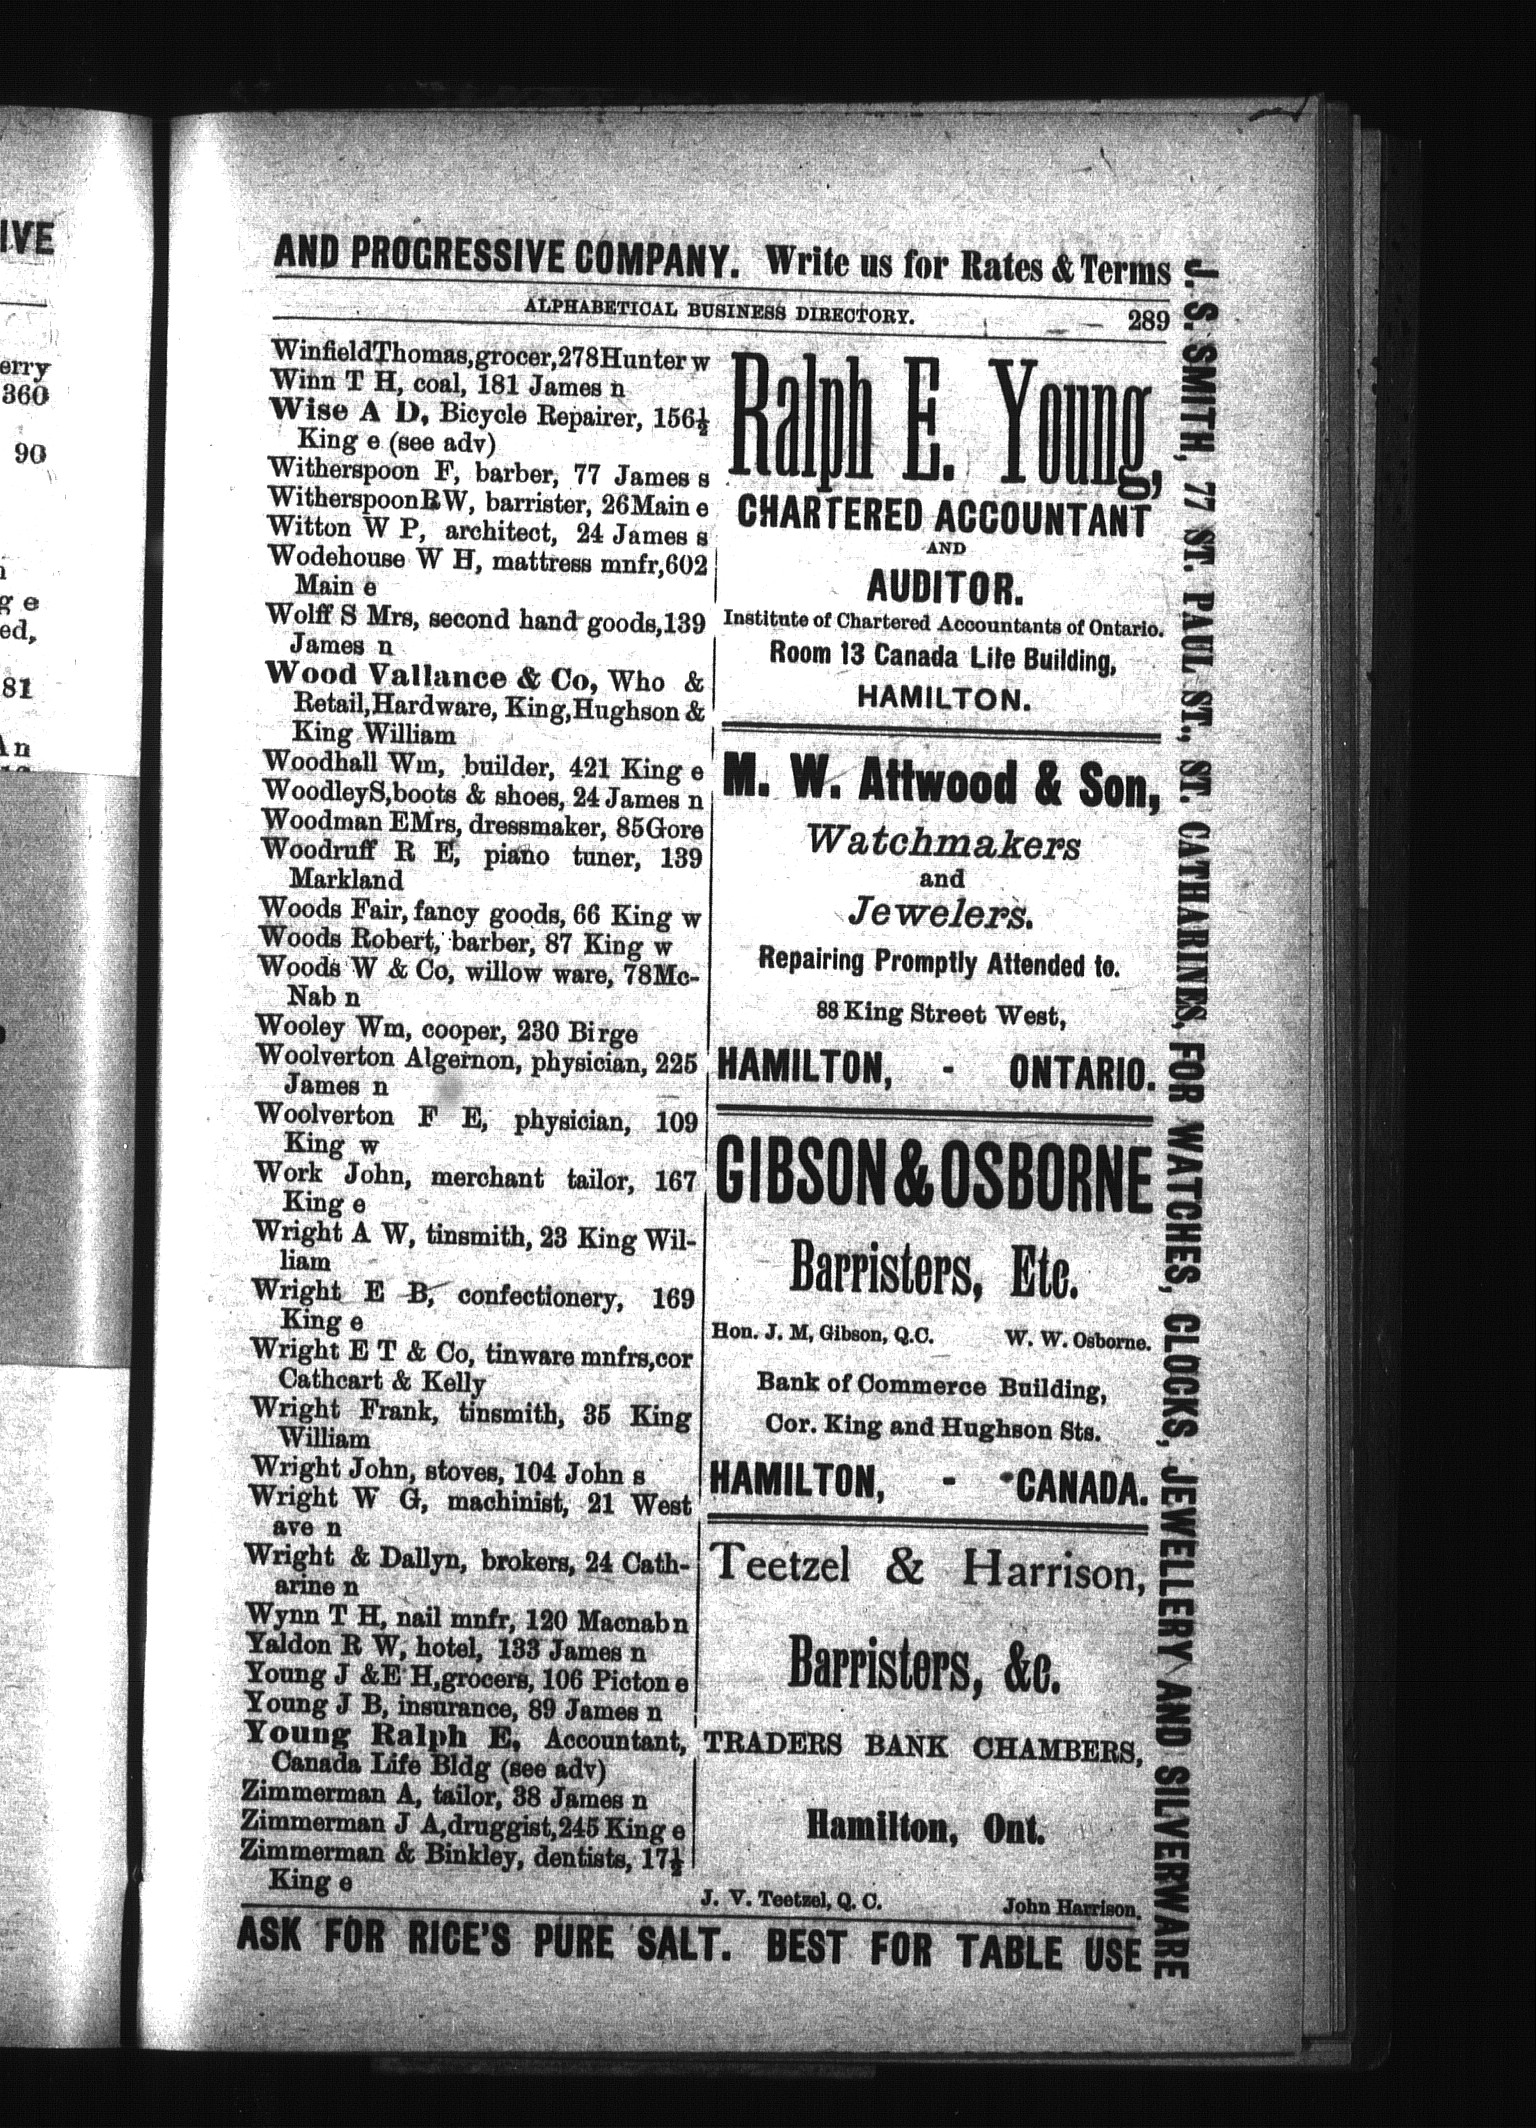 IVE
erry
360
90
g e
ed,
81
n
AND PROGRESSIVE COMPANY. Write us for Rates & Terms
ALPHABETICAL BUSINESS DIRECTORY. 289
WinfieldThomas,grocer,278Hunter w
Winn T H, coal, 181 James n
Wise A D, Bicycle Repairer, 156½
King e (see adv)
Witherspoon F, barber, 77 James s
WitherspoonRW, barrister, 26Main e
Witton W P, architect, 24 James s
Wodehouse W H, mattress mnfr,602
Main e
Wolff S Mrs, second hand goods,139
James n
Wood Vallance & Co, Who &
Retail,Hardware, King,Hughson &
King William
Woodhall Wm, builder, 421 King e
WoodleyS,boots & shoes, 24 James n
Woodman EMrs, dressmaker, 85Gore
Woodruff R E, piano tuner, 139
Markland
Woods Fair, fancy goods, 66 King w
Woods Robert, barber, 87 King w
Woods W & Co, willow ware, 78Mc-
Nab n
Wooley Wm, cooper, 230 Birge
Woolverton Algernon, physician, 225
James n
Woolverton F E, physician, 109
King w
Work John, merchant tailor, 167
King e
Wright A W, tinsmith, 23 King Wil-
liam
Wright E B, confectionery, 169
King e
Wright E T & Co, tinware mnfrs,cor
Cathcart & Kelly
Wright Frank, tinsmith, 35 King
William
Wright John, stoves, 104 John s
Wright W G, machinist, 21 West
ave n
Wright & Dallyn, brokers, 24 Cath-
arine n
Wynn T H, nail mnfr, 120 Macnab n
Yaldon R W, hotel, 133 James n
Young J &E H,grocers, 106 Picton e
Young J B, insurance, 89 James n
Young Ralph E, Accountant,
Canada Life Bldg (see adv)
Zimmerman A, tailor, 38 James n
Zimmerman J A,druggist,245 King e
Zimmerman & Binkley, dentists, 17½
King e
Ralph E. Young,
CHARTERED ACCOUNTANT
AND
AUDITOR.
Institute of Chartered Accountants of Ontario.
Room 13 Canada Life Building,
HAMILTON.
M. W. Attwood & Son,
Watchmakers
and
Jewelers.
Repairing Promptly Attended to.
88 King Street West,
HAMILTON, - ONTARIO.
GIBSON & OSBORNE
Barristers, Etc.
Hon. J. M, Gibson, Q.C. W. W. Osborne.
Bank of Commerce Building,
Cor. King and Hughson Sts.
HAMILTON, - CANADA.
Teetzel & Harrison,
Barristers, &c.
TRADERS BANK CHAMBERS,
Hamilton, Ont.
J. V. Teetzel, Q. C. John Harrison.
ASK FOR RICE'S PURE SALT. BEST FOR TABLE USE
J. S. SMITH, 77 ST. PAUL ST., ST. CATHARINES, FOR WATCHES, CLOCKS, JEWELLERY AND SILVERWARE